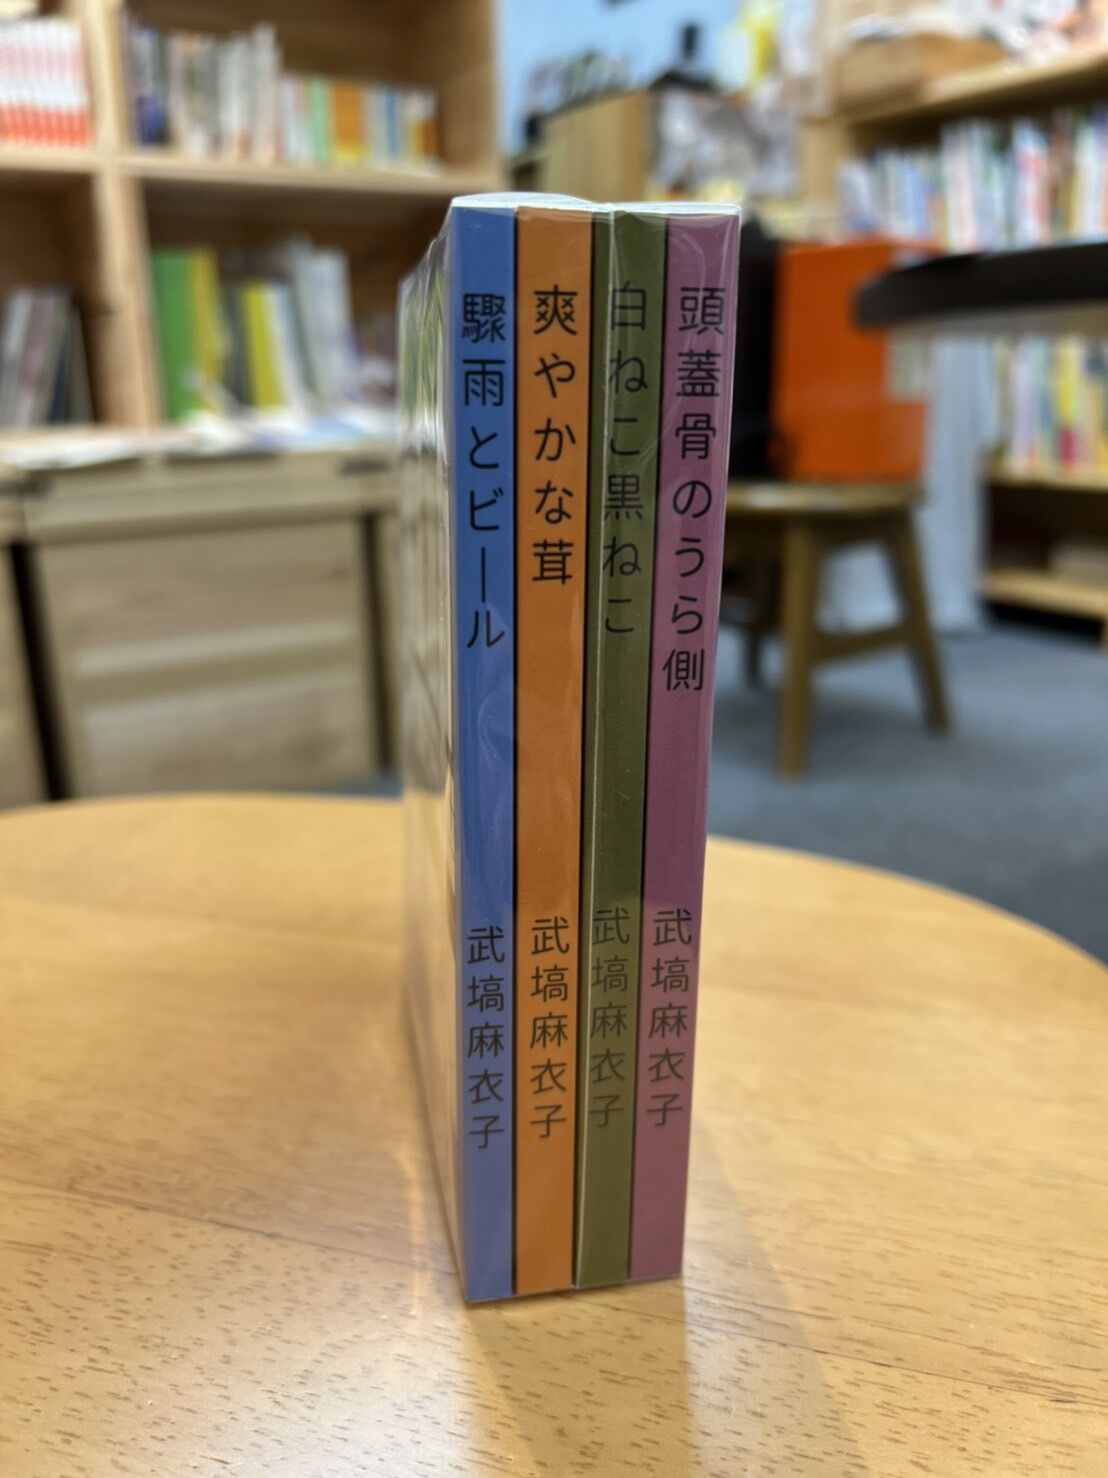 驟雨とビール
武塙麻衣子
爽やかな茸
武塙麻衣子
白ねこ黒ねこ
武塙麻衣子
頭蓋骨のうら側
武塙麻衣子